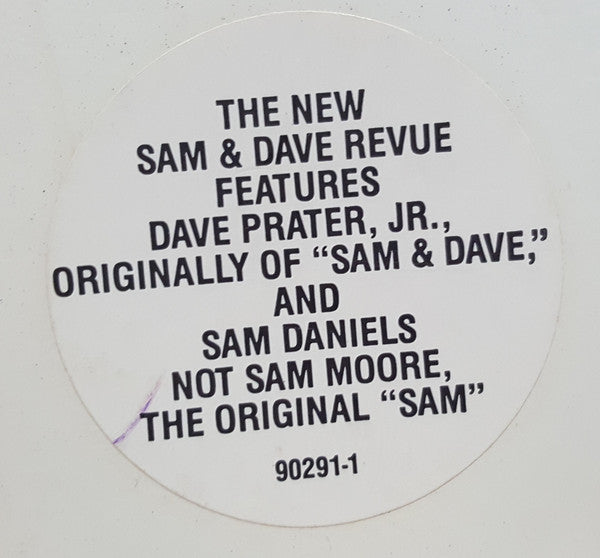 THE NEW
SAM & DAVE REVUE
FEATURES
DAVE PRATER, JR.,
ORIGINALLY OF “SAM & DAVE,”
AND
SAM DANIELS
NOT SAM MOORE,
THE ORIGINAL “SAM”
90291-1